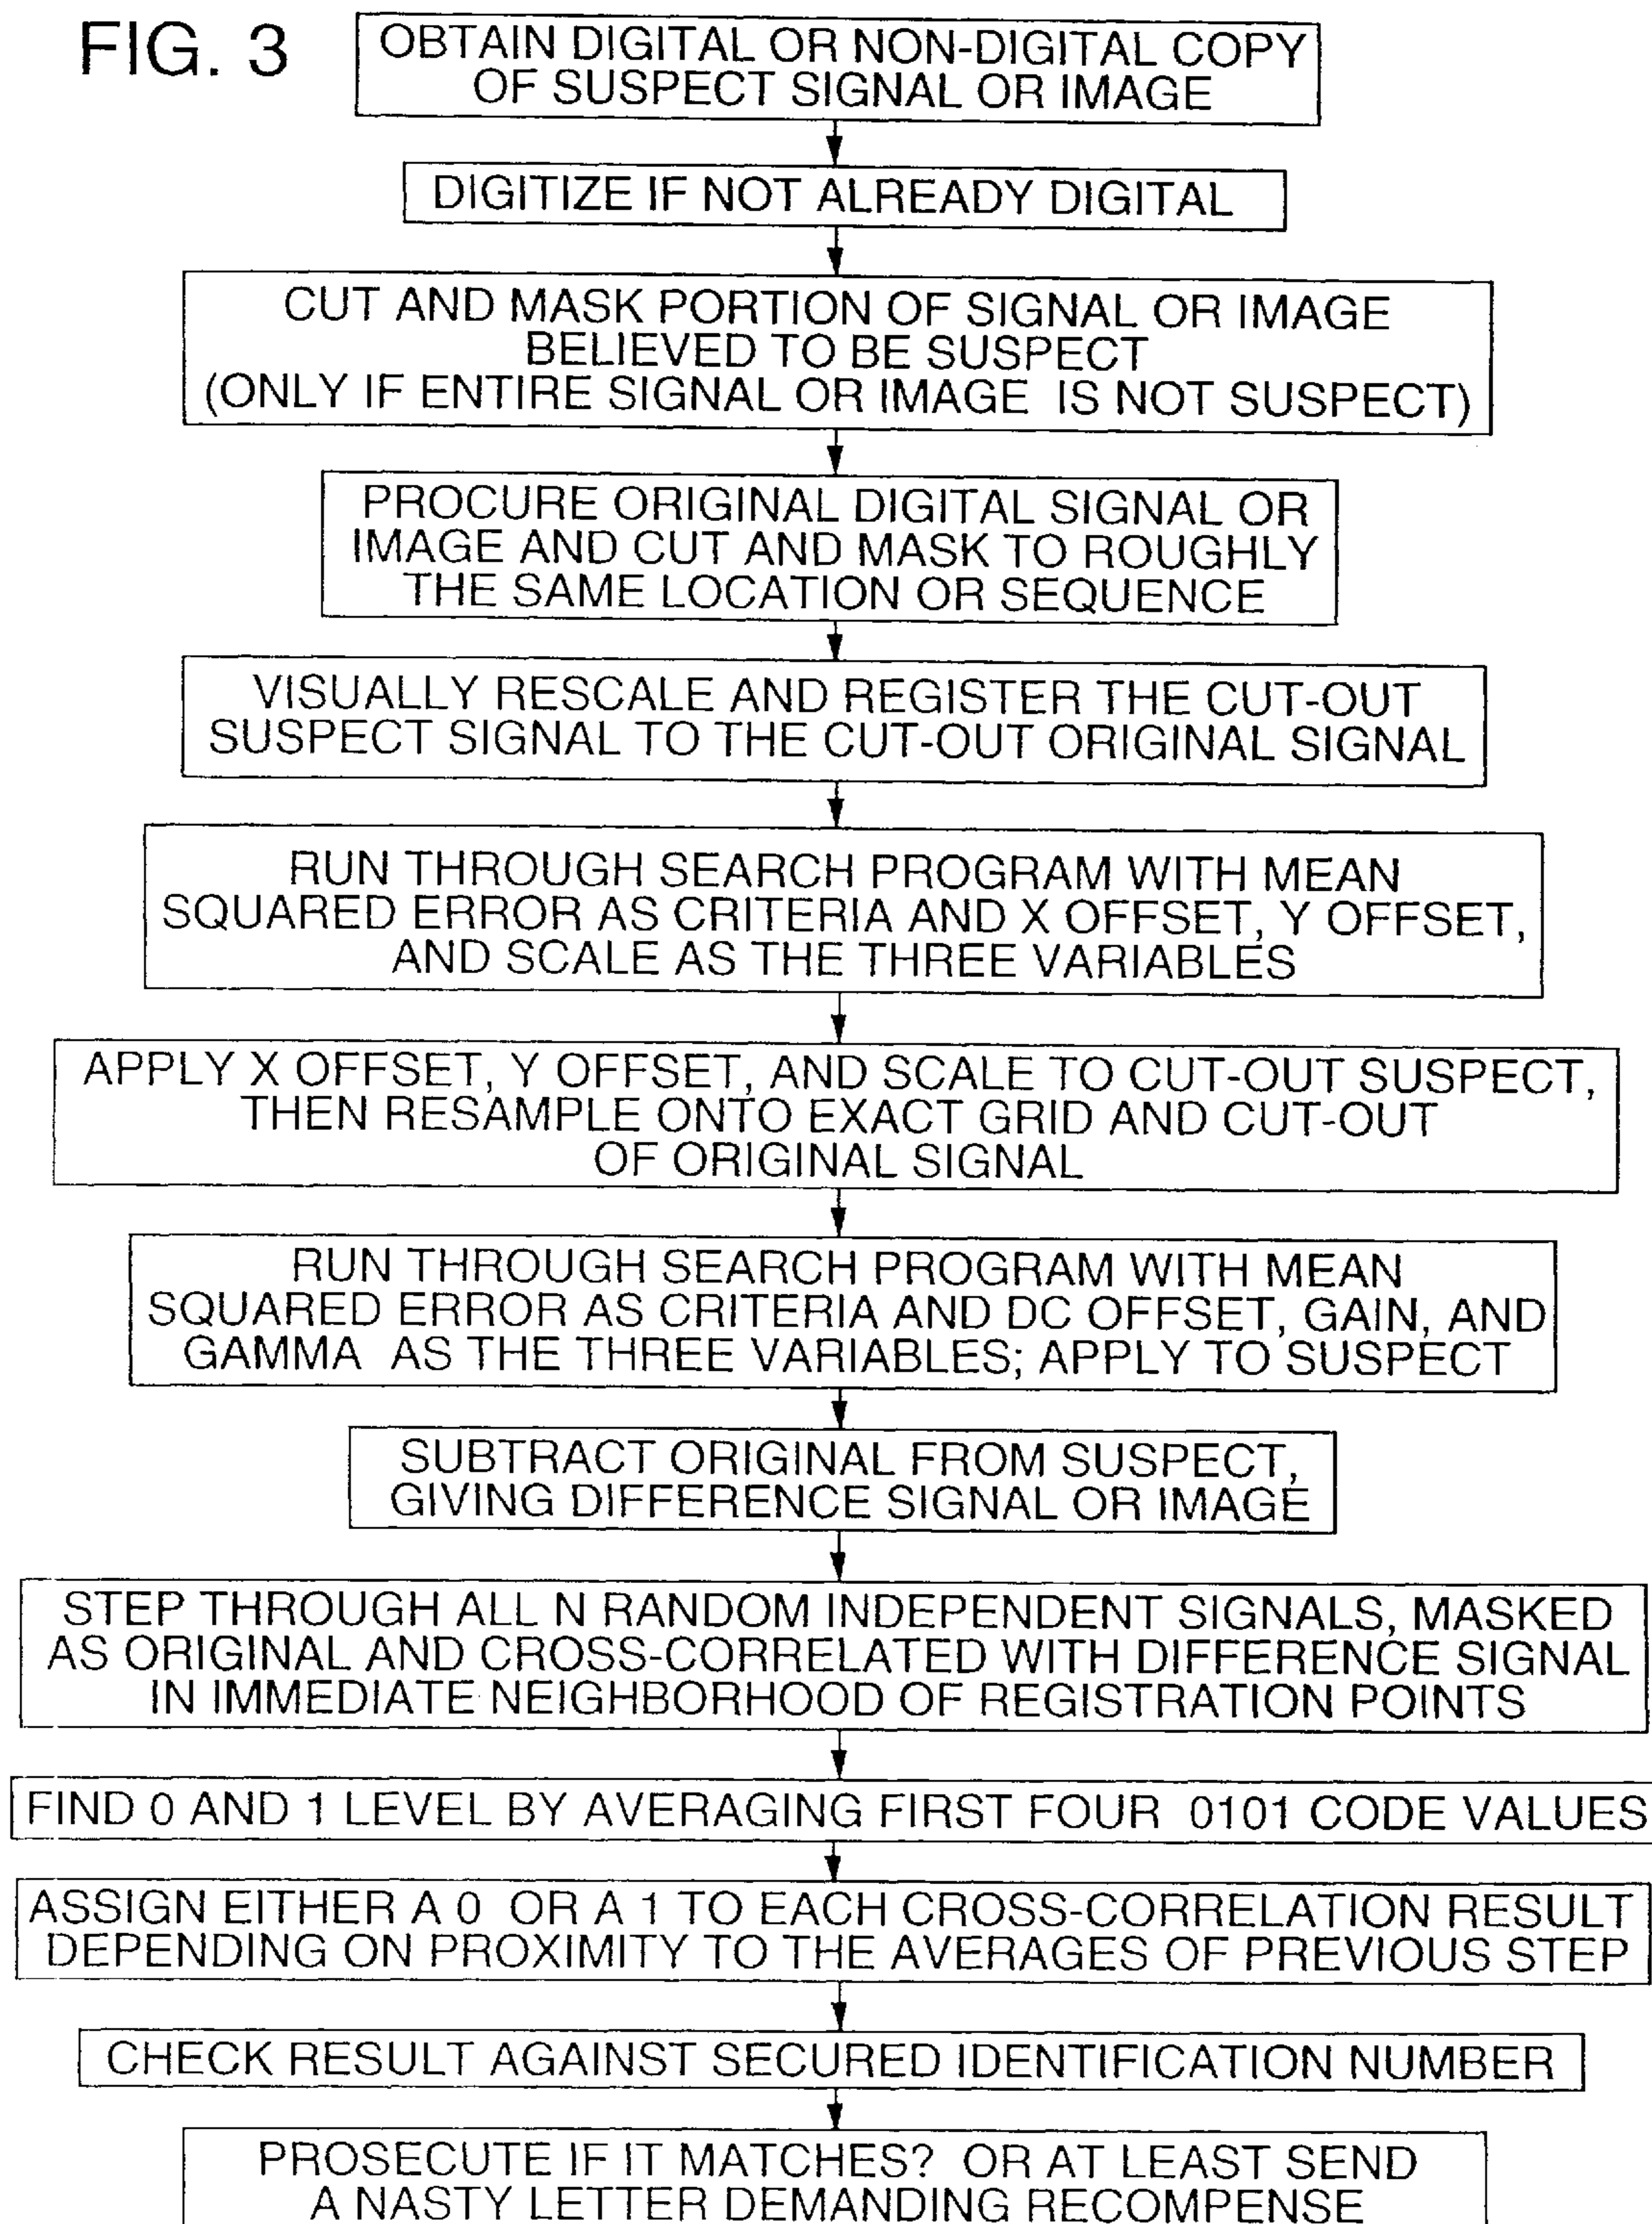 FIG. 3
OBTAIN DIGITAL OR NON-DIGITAL COPY
OF SUSPECT SIGNAL OR IMAGE
DIGITIZE IF NOT ALREADY DIGITAL
CUT AND MASK PORTION OF SIGNAL OR IMAGE
BELIEVED TO BE SUSPECT
(ONLY IF ENTIRE SIGNAL OR IMAGE IS NOT SUSPECT)
PROCURE ORIGINAL DIGITAL SIGNAL OR
IMAGE AND CUT AND MASK TO ROUGHLY
THE SAME LOCATION OR SEQUENCE
VISUALLY RESCALE AND REGISTER THE CUT-OUT
SUSPECT SIGNAL TO THE CUT-OUT ORIGINAL SIGNAL
RUN THROUGH SEARCH PROGRAM WITH MEAN
SQUARED ERROR AS CRITERIA AND X OFFSET, Y OFFSET,
AND SCALE AS THE THREE VARIABLES
APPLY X OFFSET, Y OFFSET, AND SCALE TO CUT-OUT SUSPECT,
THEN RESAMPLE ONTO EXACT GRID AND CUT-OUT
OF ORIGINAL SIGNAL
RUN THROUGH SEARCH PROGRAM WITH MEAN
SQUARED ERROR AS CRITERIA AND DC OFFSET, GAIN, AND
GAMMA AS THE THREE VARIABLES; APPLY TO SUSPECT
SUBTRACT ORIGINAL FROM SUSPECT,
GIVING DIFFERENCE SIGNAL OR IMAGE
STEP THROUGH ALL N RANDOM INDEPENDENT SIGNALS, MASKED
AS ORIGINAL AND CROSS-CORRELATED WITH DIFFERENCE SIGNAL
IN IMMEDIATE NEIGHBORHOOD OF REGISTRATION POINTS
FIND 0 AND 1 LEVEL BY AVERAGING FIRST FOUR 0101 CODE VALUES
ASSIGN EITHER A 0 OR A 1 TO EACH CROSS-CORRELATION RESULT
DEPENDING ON PROXIMITY TO THE AVERAGES OF PREVIOUS STEP
CHECK RESULT AGAINST SECURED IDENTIFICATION NUMBER
PROSECUTE IF IT MATCHES? OR AT LEAST SEND
A NASTY LETTER DEMANDING RECOMPENSE